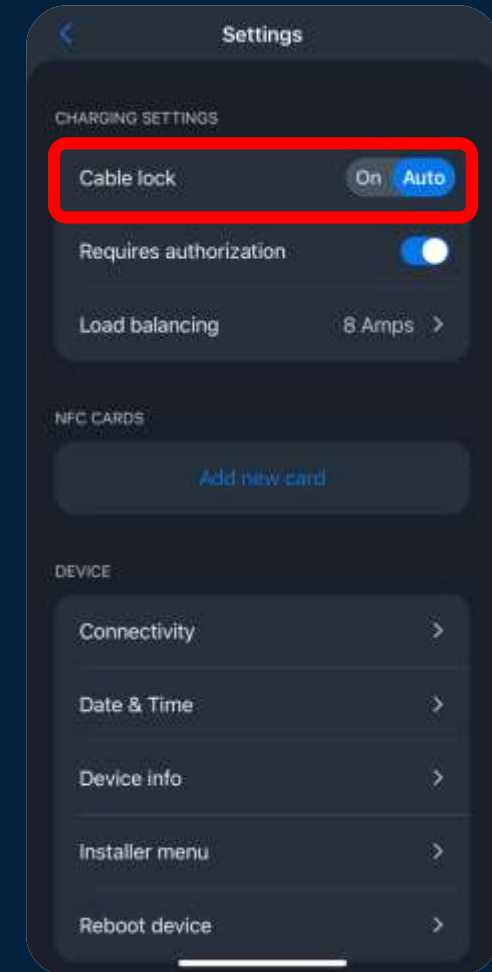 Settings
CHARGING SETTINGS
Cable lock On Auto
Requires authorization
Load balancing 8 Amps >
NFC CARDS
Add new card
DEVICE
Connectivity >
Date & Time >
Device info >
Installer menu >
Reboot device >